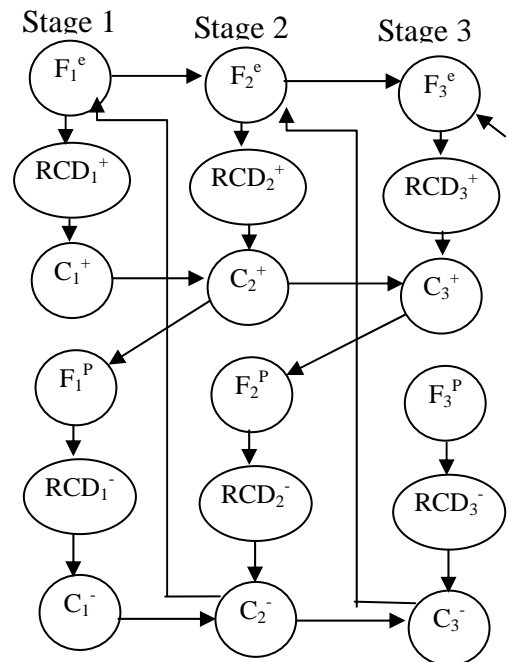 Stage 1 Stage 2 Stage 3
F₁ᵉ F₂ᵉ F₃ᵉ
RCD₁⁺ RCD₂⁺ RCD₃⁺
C₁⁺ C₂⁺ C₃⁺
F₁ᴾ F₂ᴾ F₃ᴾ
RCD₁⁻ RCD₂⁻ RCD₃⁻
C₁⁻ C₂⁻ C₃⁻